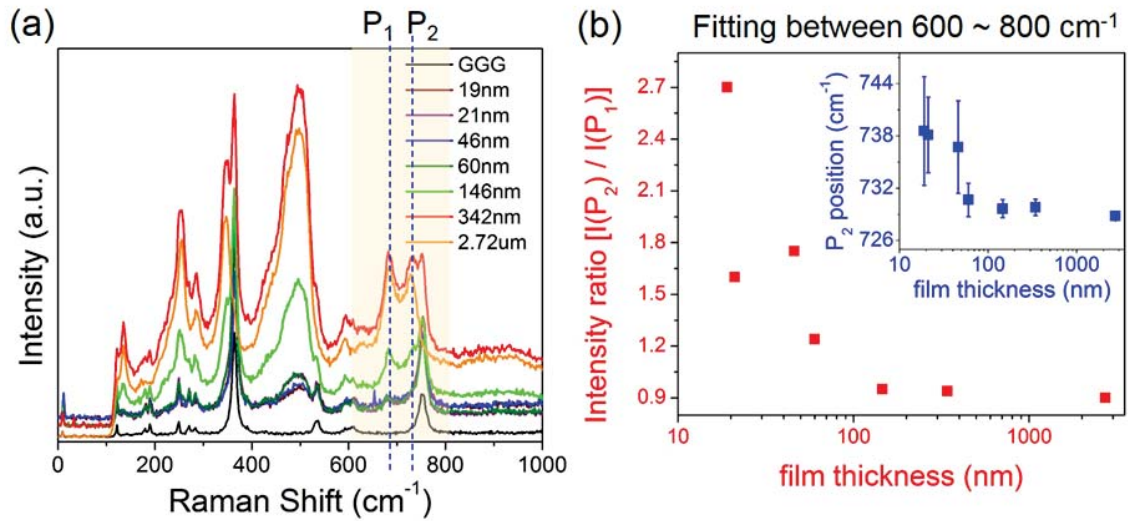 (a)
P₁ P₂
GGG
19nm
21nm
46nm
60nm
146nm
342nm
2.72um
Intensity (a.u.)
0 200 400 600 800 1000
Raman Shift (cm⁻¹)
(b) Fitting between 600 ~ 800 cm⁻¹
Intensity ratio [I(P₂) / I(P₁)]
2.7
2.4
2.1
1.8
1.5
1.2
0.9
10 100 1000
film thickness (nm)
P₂ position (cm⁻¹)
744
738
732
726
10 100 1000
film thickness (nm)